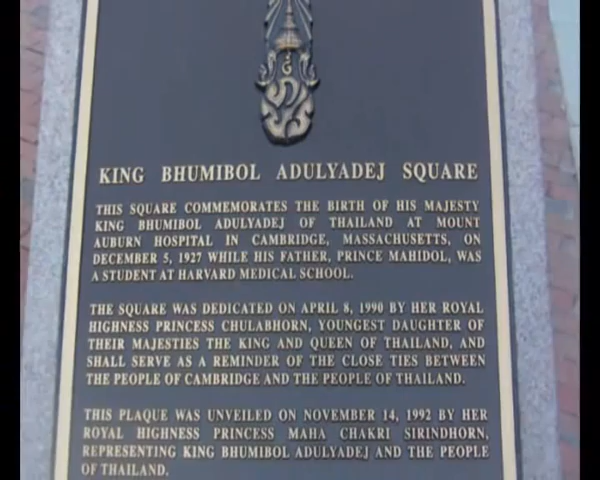 KING BHUMIBOL ADULYADEJ SQUARE
THIS SQUARE COMMEMORATES THE BIRTH OF HIS MAJESTY
KING BHUMIBOL ADULYADEJ OF THAILAND AT MOUNT
AUBURN HOSPITAL IN CAMBRIDGE, MASSACHUSETTS, ON
DECEMBER 5, 1927 WHILE HIS FATHER, PRINCE MAHIDOL, WAS
A STUDENT AT HARVARD MEDICAL SCHOOL.
THE SQUARE WAS DEDICATED ON APRIL 8, 1990 BY HER ROYAL
HIGHNESS PRINCESS CHULABHORN, YOUNGEST DAUGHTER OF
THEIR MAJESTIES THE KING AND QUEEN OF THAILAND, AND
SHALL SERVE AS A REMINDER OF THE CLOSE TIES BETWEEN
THE PEOPLE OF CAMBRIDGE AND THE PEOPLE OF THAILAND.
THIS PLAQUE WAS UNVEILED ON NOVEMBER 14, 1992 BY HER
ROYAL HIGHNESS PRINCESS MAHA CHAKRI SIRINDHORN,
REPRESENTING KING BHUMIBOL ADULYADEJ AND THE PEOPLE
OF THAILAND.